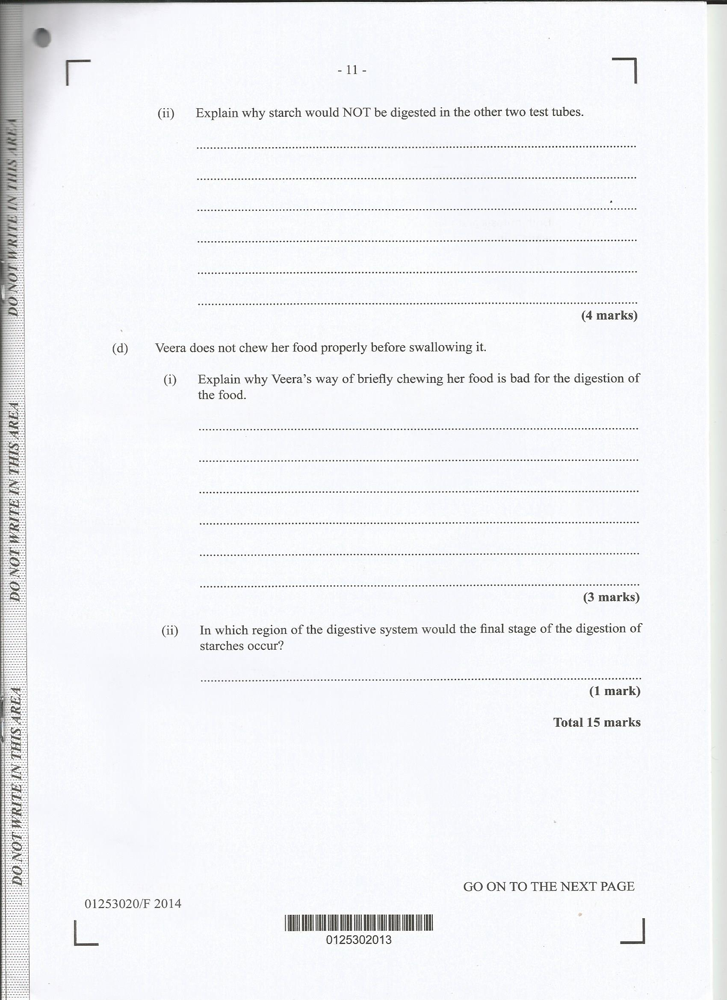 - 11 -
(ii) Explain why starch would NOT be digested in the other two test tubes.
(4 marks)
(d) Veera does not chew her food properly before swallowing it.
(i) Explain why Veera's way of briefly chewing her food is bad for the digestion of
the food.
(3 marks)
(ii) In which region of the digestive system would the final stage of the digestion of
starches occur?
(1 mark)
Total 15 marks
GO ON TO THE NEXT PAGE
01253020/F 2014
0125302013
DO NOT WRITE IN THIS AREA
DO NOT WRITE IN THIS AREA
DO NOT WRITE IN THIS AREA